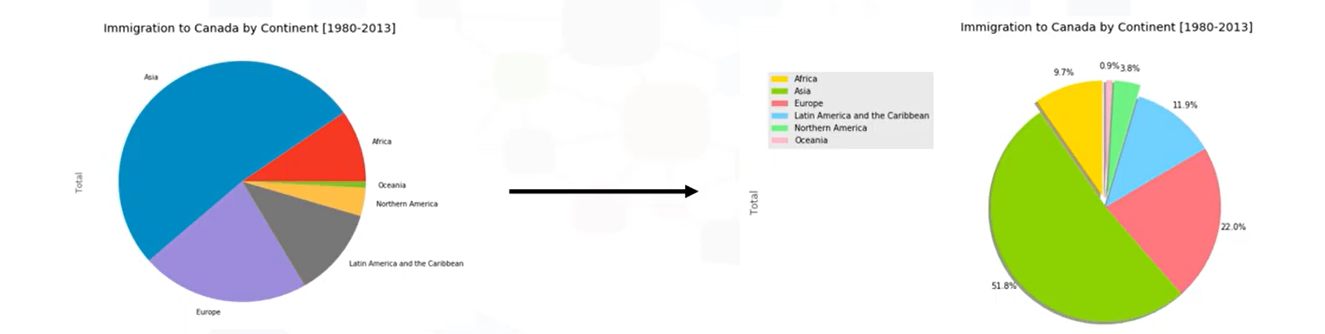 Immigration to Canada by Continent [1980-2013]
Asia
Africa
Total
Oceania
Northern America
Latin America and the Caribbean
Europe
Immigration to Canada by Continent [1980-2013]
Africa
Asia
Europe
Latin America and the Caribbean
Northern America
Oceania
Total
9.7%
0.9%
3.8%
11.9%
22.0%
51.8%